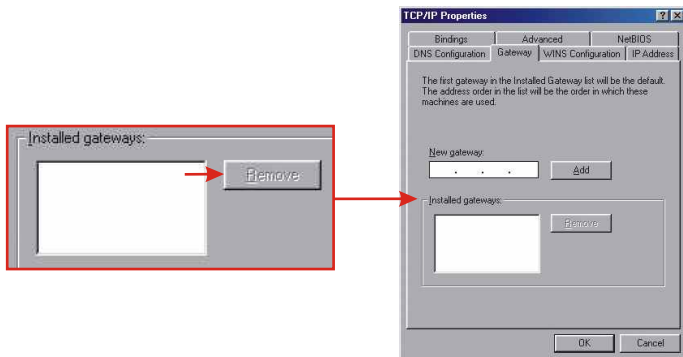 TCP/IP Properties
Bindings Advanced NetBIOS
DNS Configuration Gateway WINS Configuration IP Address
The first gateway in the Installed Gateway list will be the default.
The address order in the list will be the order in which these
machines are used.
New gateway:
. . .
Add
Installed gateways:
Remove
OK Cancel
Installed gateways:
Remove